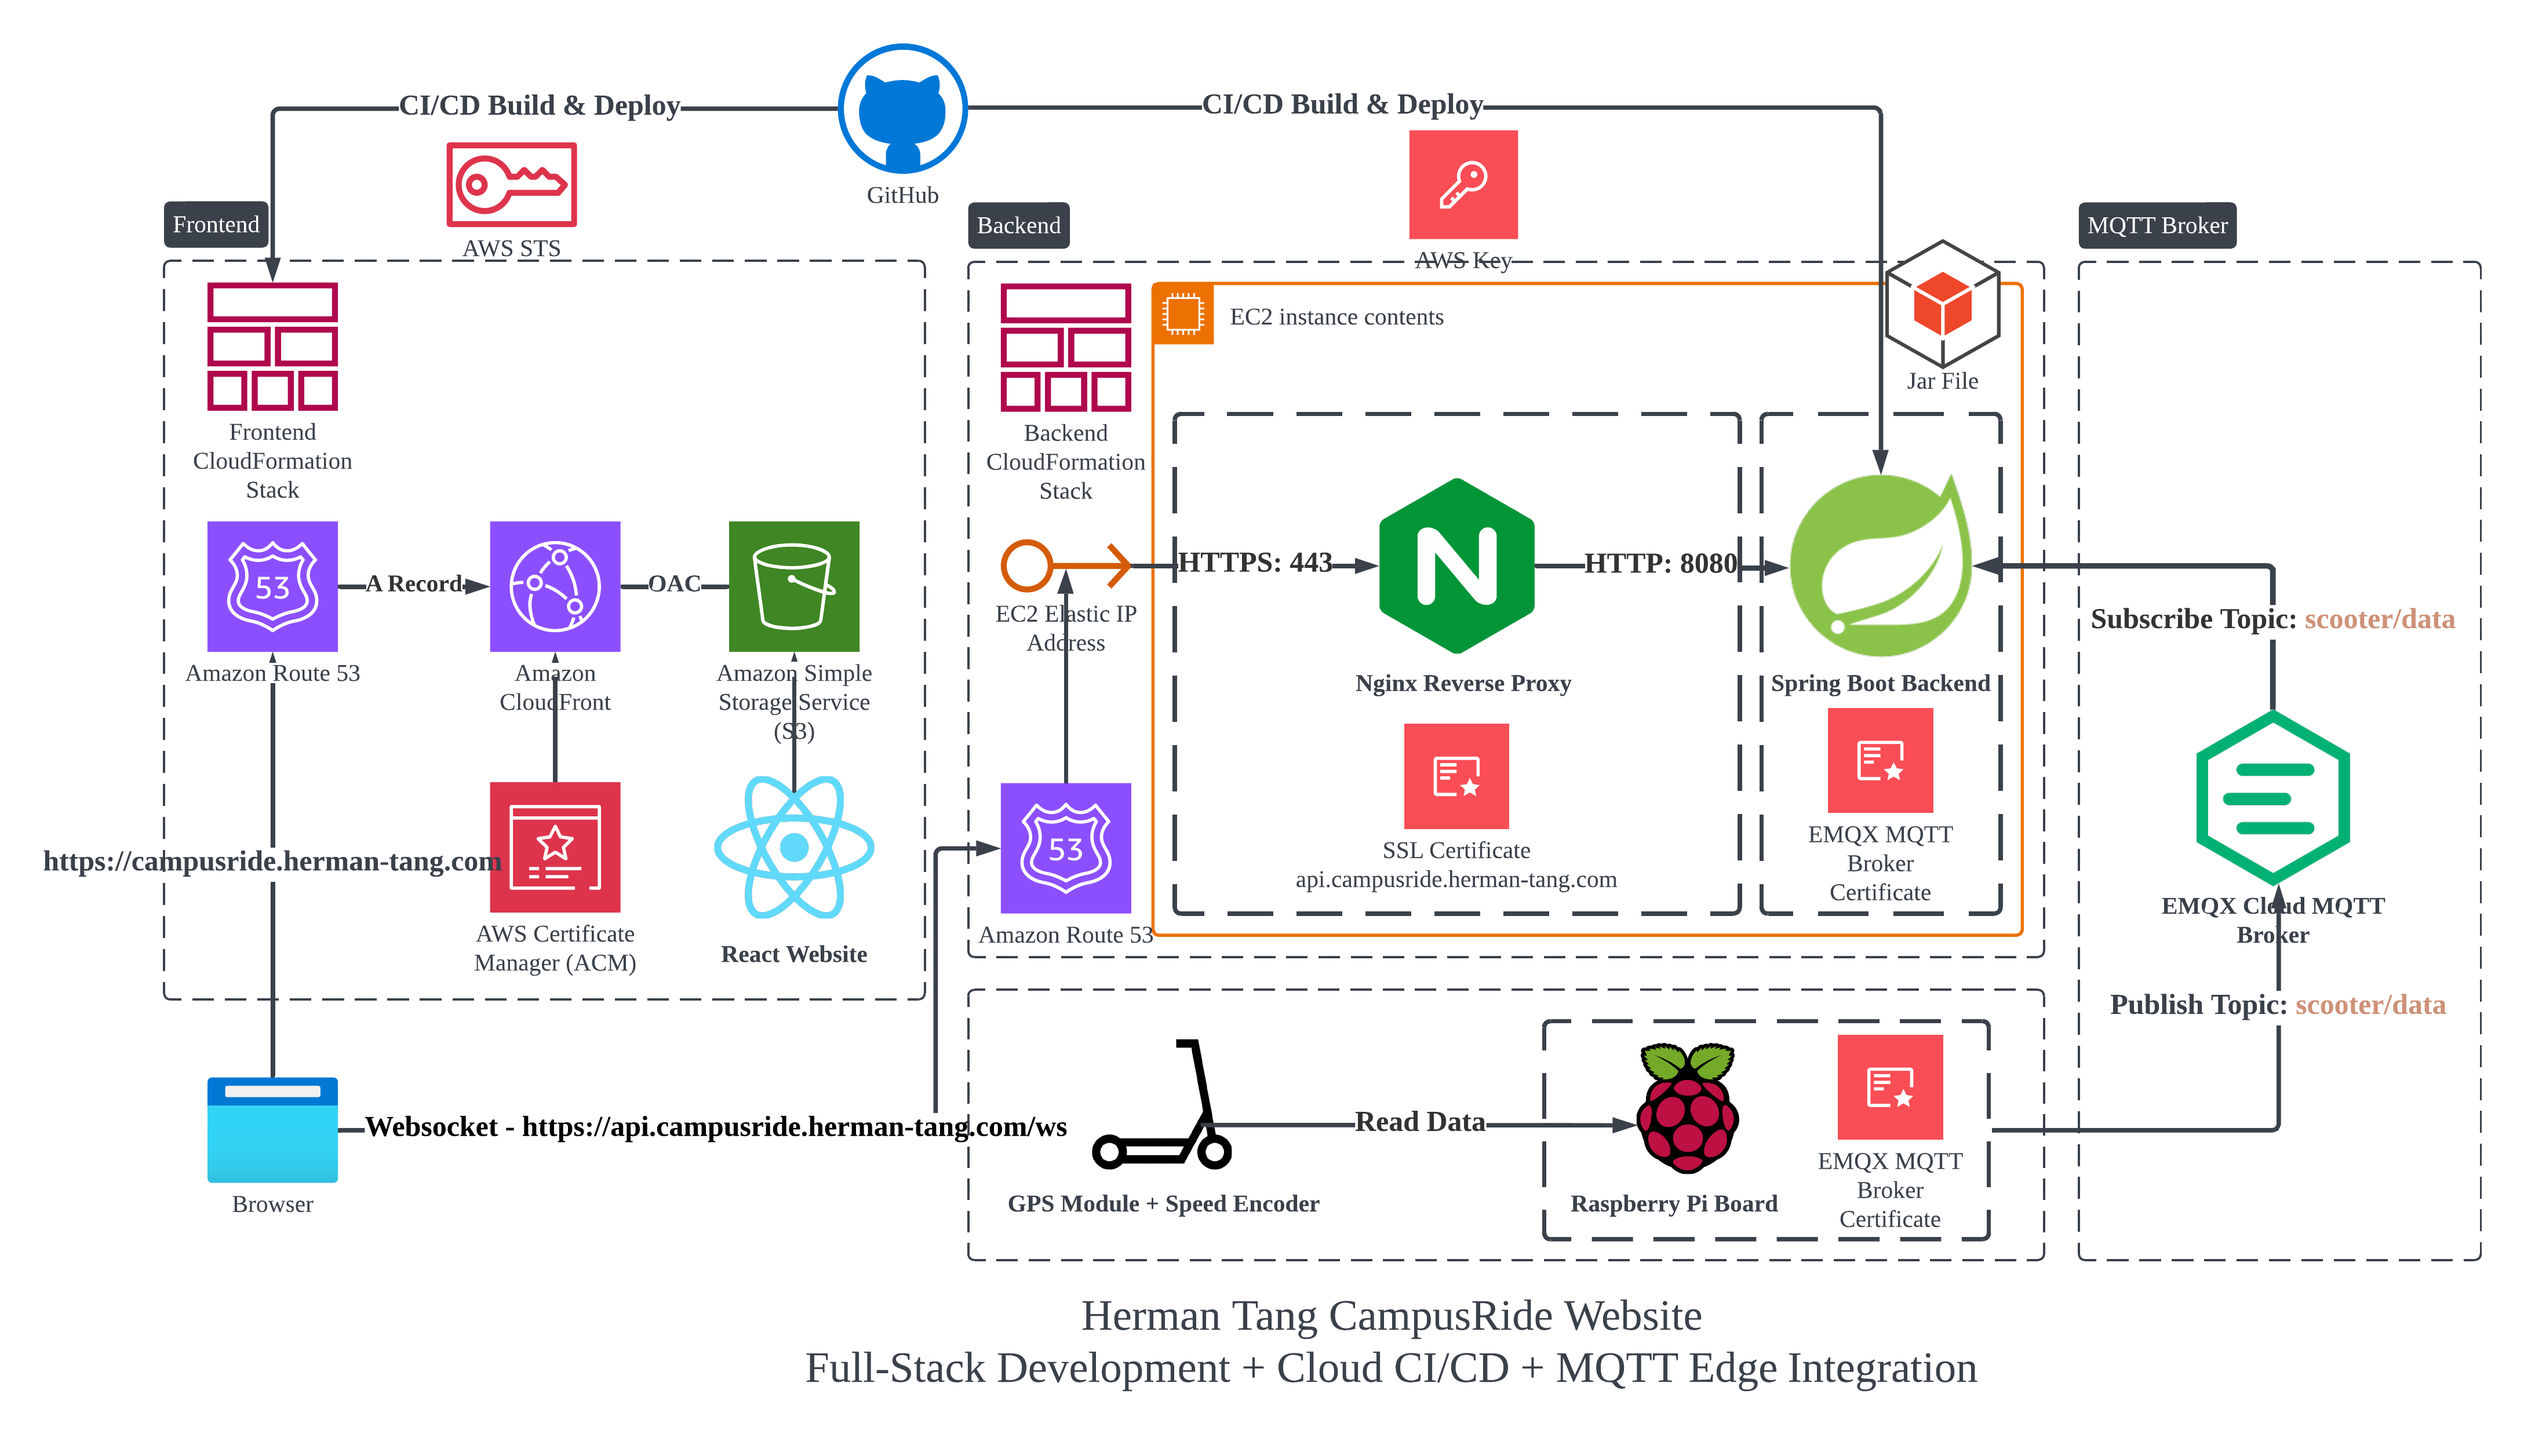 CI/CD Build & Deploy
CI/CD Build & Deploy
GitHub
AWS STS
AWS Key
Frontend
Backend
MQTT Broker
EC2 instance contents
Jar File
Frontend
CloudFormation
Stack
Backend
CloudFormation
Stack
53
A Record
OAC
HTTPS: 443
HTTP: 8080
Amazon Route 53
Amazon
CloudFront
Amazon Simple
Storage Service
(S3)
EC2 Elastic IP
Address
Nginx Reverse Proxy
Spring Boot Backend
Subscribe Topic: scooter/data
https://campusride.herman-tang.com
53
SSL Certificate
api.campusride.herman-tang.com
EMQX MQTT
Broker
Certificate
EMQX Cloud MQTT
Broker
AWS Certificate
Manager (ACM)
React Website
Amazon Route 53
Publish Topic: scooter/data
Websocket - https://api.campusride.herman-tang.com/ws
Read Data
Browser
GPS Module + Speed Encoder
Raspberry Pi Board
EMQX MQTT
Broker
Certificate
Herman Tang CampusRide Website
Full-Stack Development + Cloud CI/CD + MQTT Edge Integration